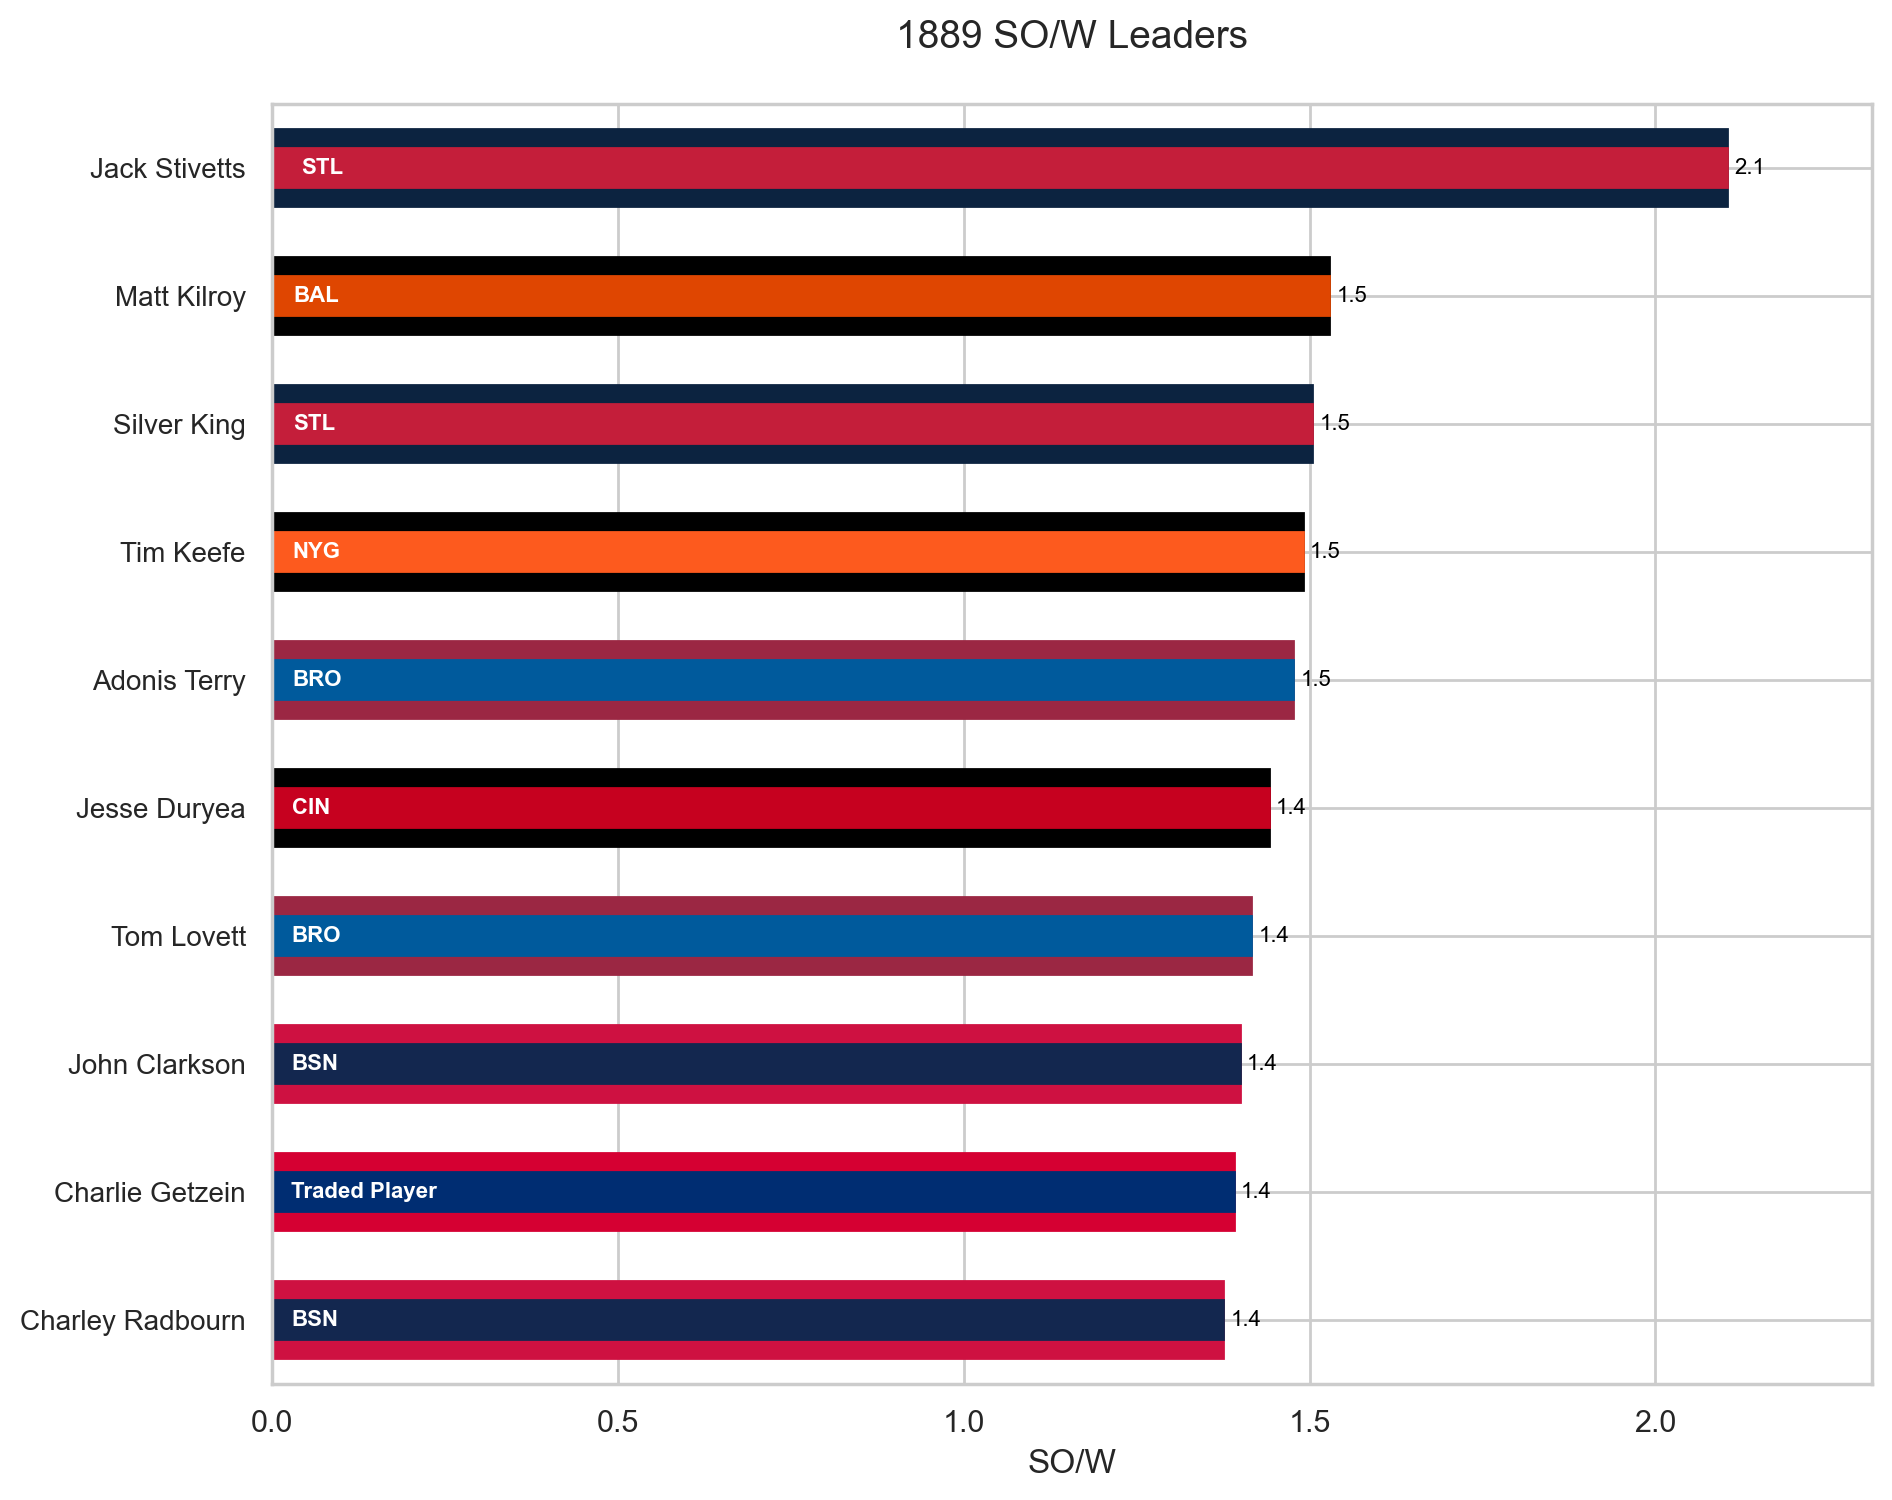 1889 SO/W Leaders
Jack Stivetts STL 2.1
Matt Kilroy BAL 1.5
Silver King STL 1.5
Tim Keefe NYG 1.5
Adonis Terry BRO 1.5
Jesse Duryea CIN 1.4
Tom Lovett BRO 1.4
John Clarkson BSN 1.4
Charlie Getzein Traded Player 1.4
Charley Radbourn BSN 1.4
0.0 0.5 1.0 1.5 2.0
SO/W